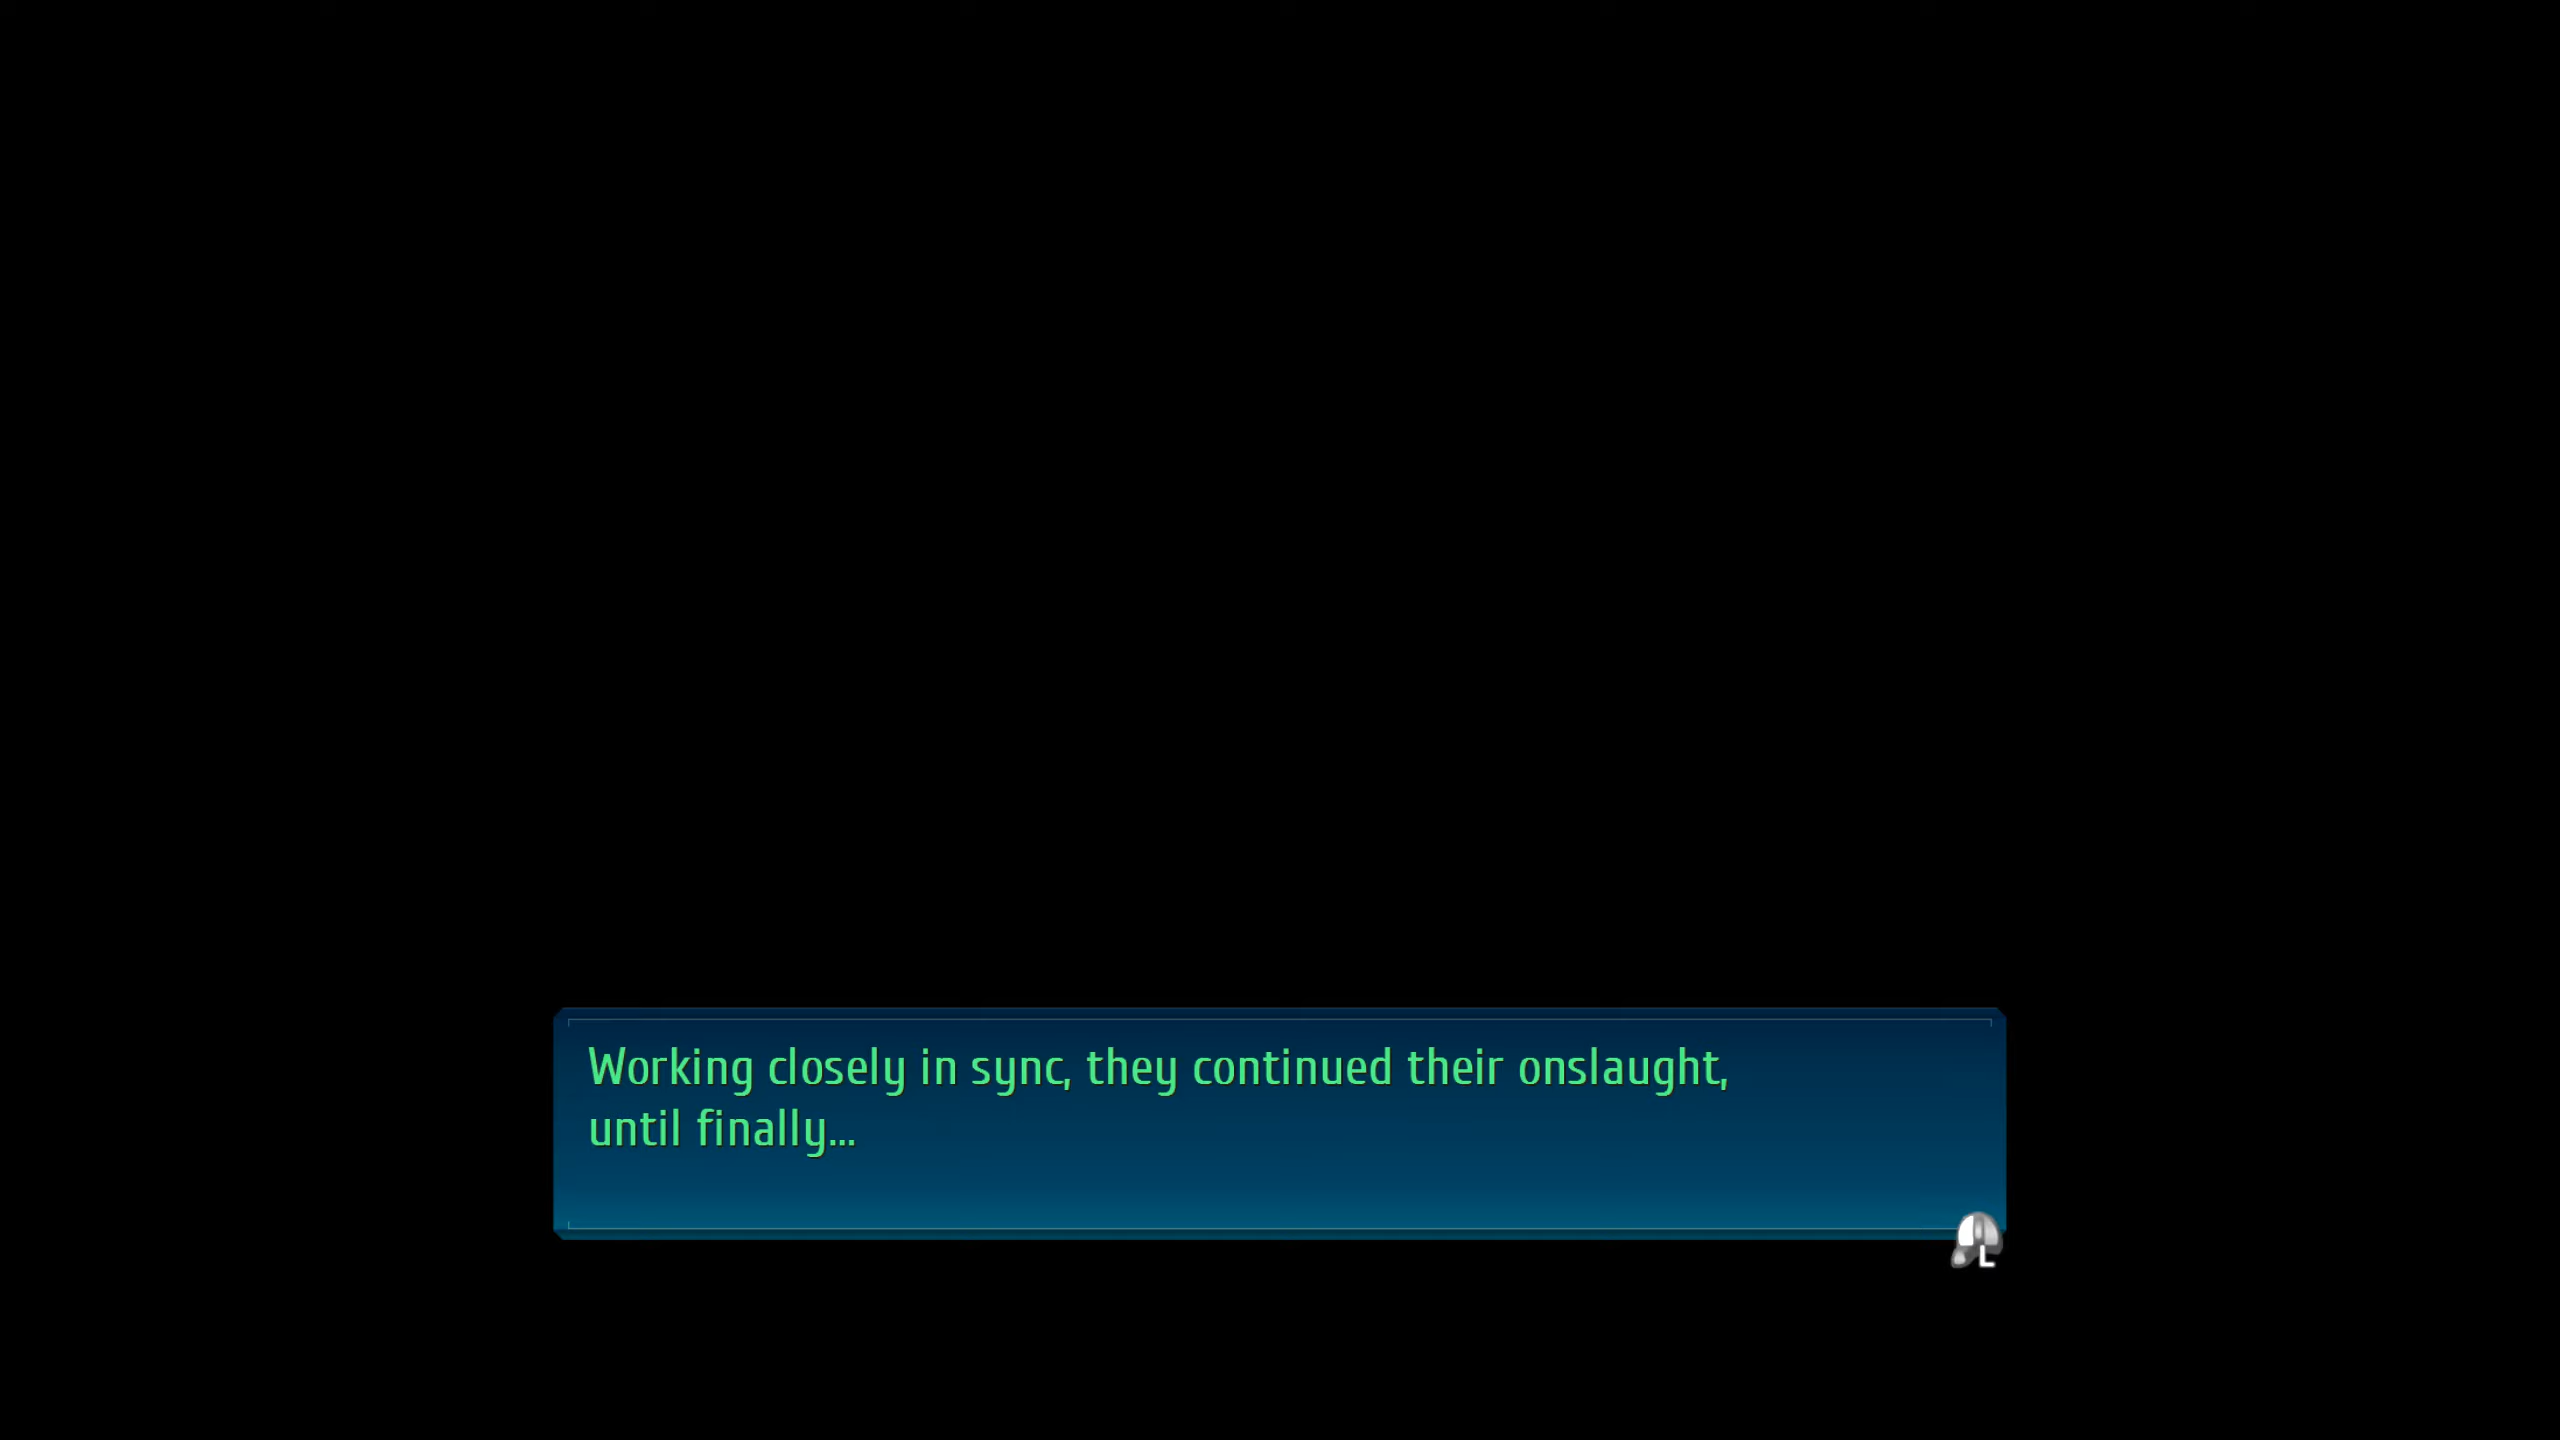 Working closely in sync, they continued their onslaught,
until finally...
L